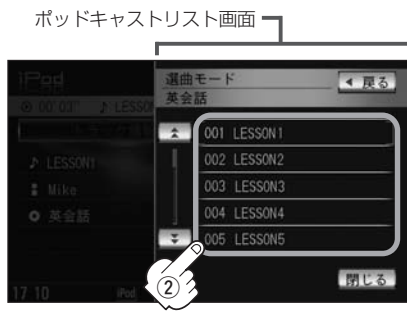 ポッドキャストリスト画面
iPod
00'03" ♪ LESSON
選曲モード
英会話
戻る
001 LESSON1
002 LESSON2
003 LESSON3
004 LESSON4
005 LESSON5
♪ LESSON1
Mike
英会話
②
閉じる
17 10 iPod